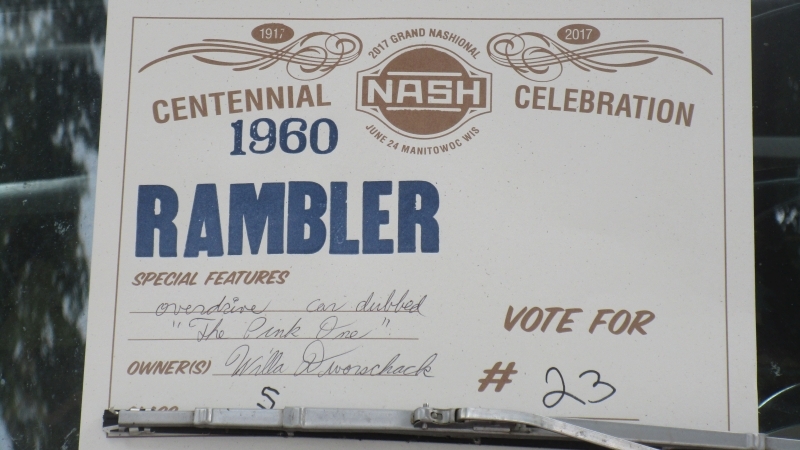 1917
2017
2017 GRAND NASHIONAL
NASH
JUNE 24 MANITOWOC WIS
CENTENNIAL
CELEBRATION
1960
RAMBLER
SPECIAL FEATURES
overdrive car dubbed
"The Pink One"
VOTE FOR
OWNER(S) Willa Dworschack
# 23
5